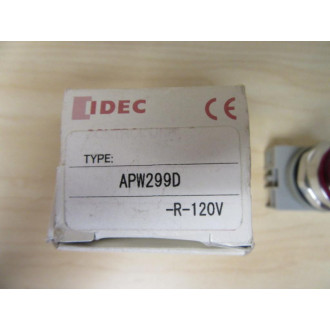 IDEC
CE
TYPE:
APW299D
-R-120V